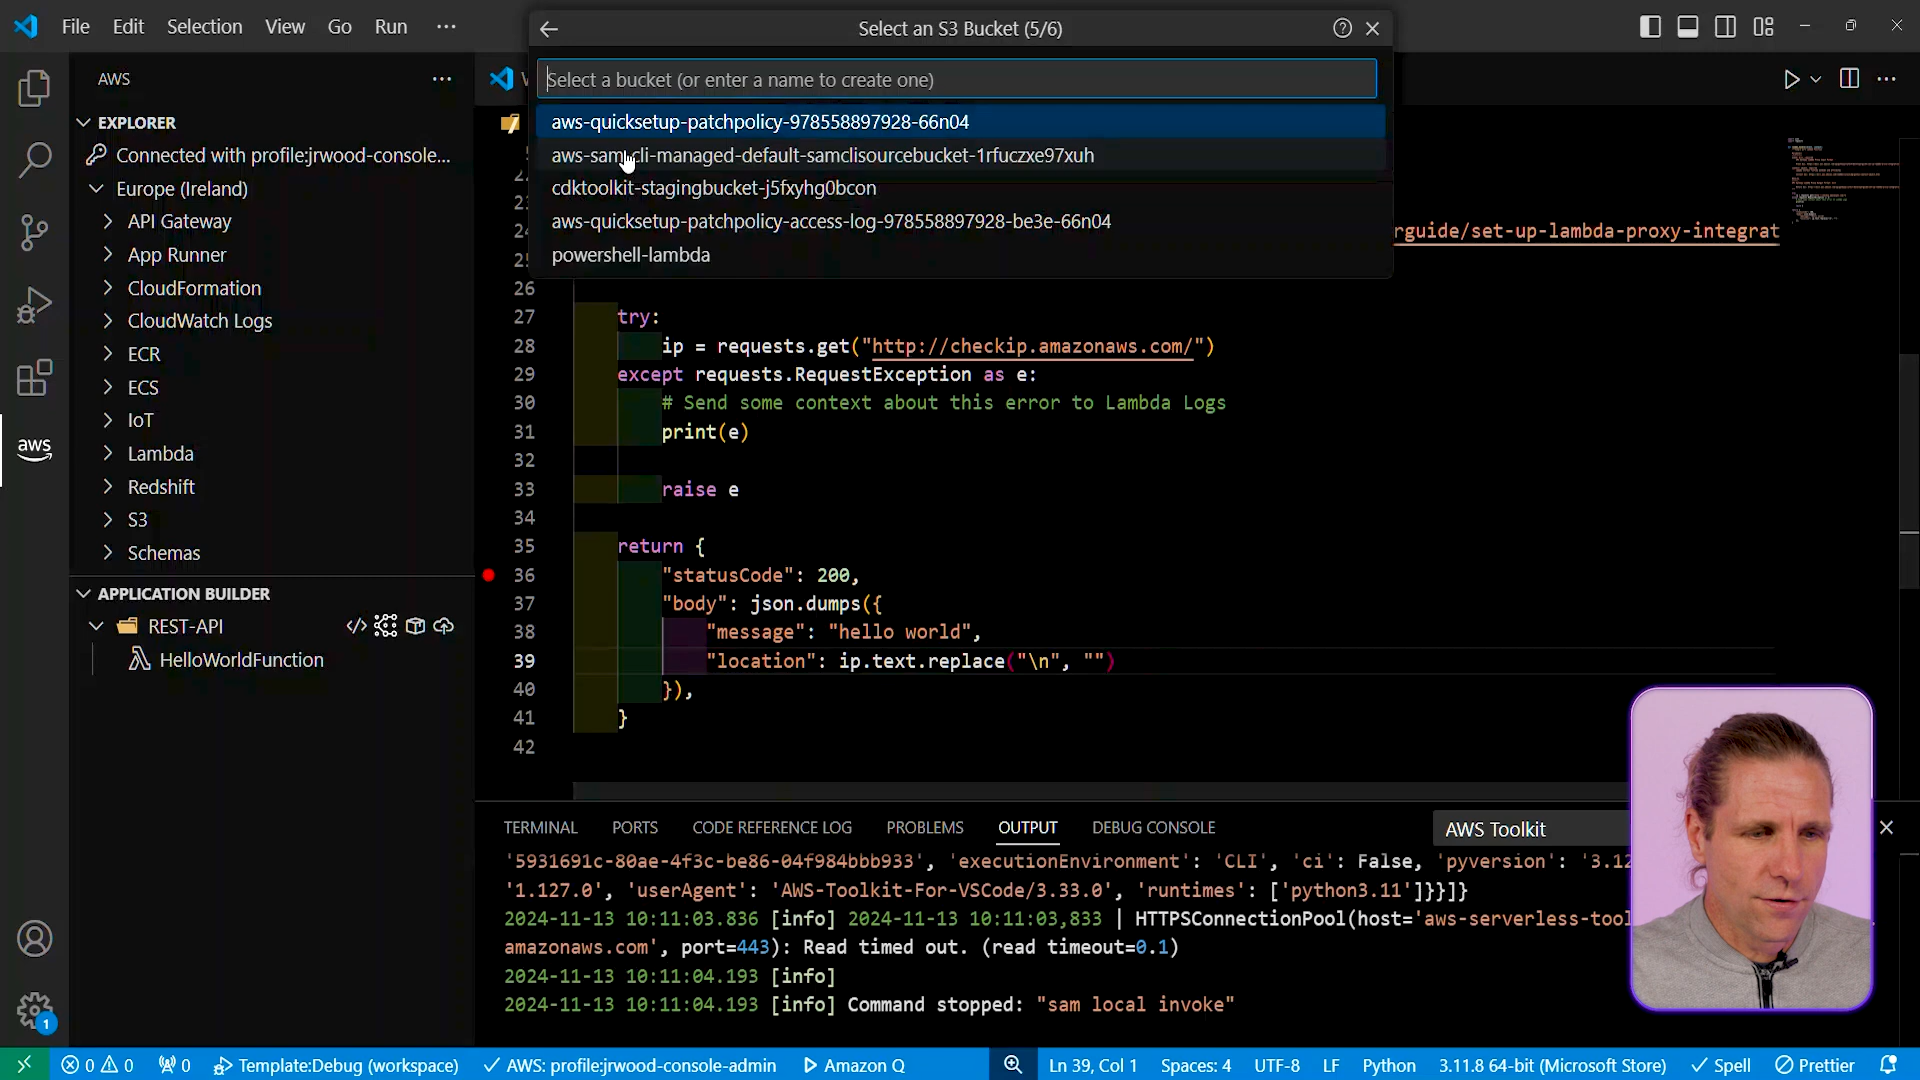 File Edit Selection View Go Run ···
Select an S3 Bucket (5/6)
Select a bucket (or enter a name to create one)
aws-quicksetup-patchpolicy-978558897928-66n04
aws-sam-cli-managed-default-samclisourcebucket-1rfuczxe97xuh
cdktoolkit-stagingbucket-j5fxyhg0bcon
aws-quicksetup-patchpolicy-access-log-978558897928-be3e-66n04
powershell-lambda
AWS
EXPLORER
Connected with profile:jrwood-console...
Europe (Ireland)
API Gateway
App Runner
CloudFormation
CloudWatch Logs
ECR
ECS
IoT
Lambda
Redshift
S3
Schemas
APPLICATION BUILDER
REST-API
HelloWorldFunction
aws
1
rguide/set-up-lambda-proxy-integrat
26
27 try:
28 ip = requests.get("http://checkip.amazonaws.com/")
29 except requests.RequestException as e:
30 # Send some context about this error to Lambda Logs
31 print(e)
32
33 raise e
34
35 return {
36 "statusCode": 200,
37 "body": json.dumps({
38 "message": "hello world",
39 "location": ip.text.replace("\n", "")
40 }),
41 }
42
TERMINAL PORTS CODE REFERENCE LOG PROBLEMS OUTPUT DEBUG CONSOLE AWS Toolkit
'5931691c-80ae-4f3c-be86-04f984bbb933', 'executionEnvironment': 'CLI', 'ci': False, 'pyversion': '3.12
'1.127.0', 'userAgent': 'AWS-Toolkit-For-VSCode/3.33.0', 'runtimes': ['python3.11']}}]}
2024-11-13 10:11:03.836 [info] 2024-11-13 10:11:03,833 | HTTPSConnectionPool(host='aws-serverless-tool
amazonaws.com', port=443): Read timed out. (read timeout=0.1)
2024-11-13 10:11:04.193 [info]
2024-11-13 10:11:04.193 [info] Command stopped: "sam local invoke"
0 0 0 Template:Debug (workspace) AWS: profile:jrwood-console-admin Amazon Q Ln 39, Col 1 Spaces: 4 UTF-8 LF Python 3.11.8 64-bit (Microsoft Store) Spell Prettier